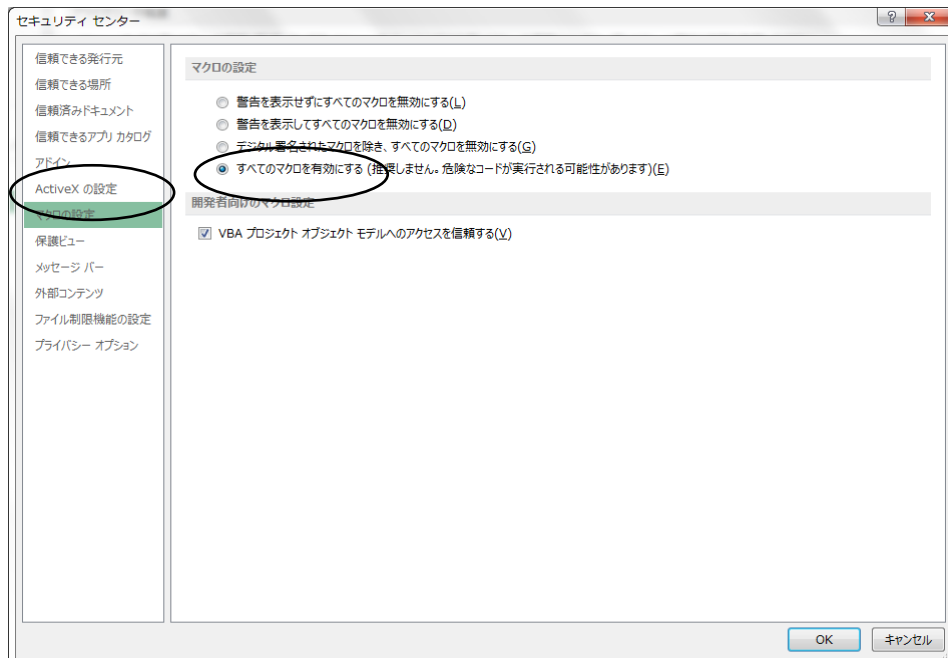 セキュリティ センター
信頼できる発行元
信頼できる場所
信頼済みドキュメント
信頼できるアプリ カタログ
アドイン
ActiveX の設定
マクロの設定
保護ビュー
メッセージ バー
外部コンテンツ
ファイル制限機能の設定
プライバシー オプション
マクロの設定
警告を表示せずにすべてのマクロを無効にする(L)
警告を表示してすべてのマクロを無効にする(D)
デジタル署名されたマクロを除き、すべてのマクロを無効にする(G)
すべてのマクロを有効にする (推奨しません。危険なコードが実行される可能性があります)(E)
開発者向けのマクロ設定
VBA プロジェクト オブジェクト モデルへのアクセスを信頼する(V)
OK
キャンセル